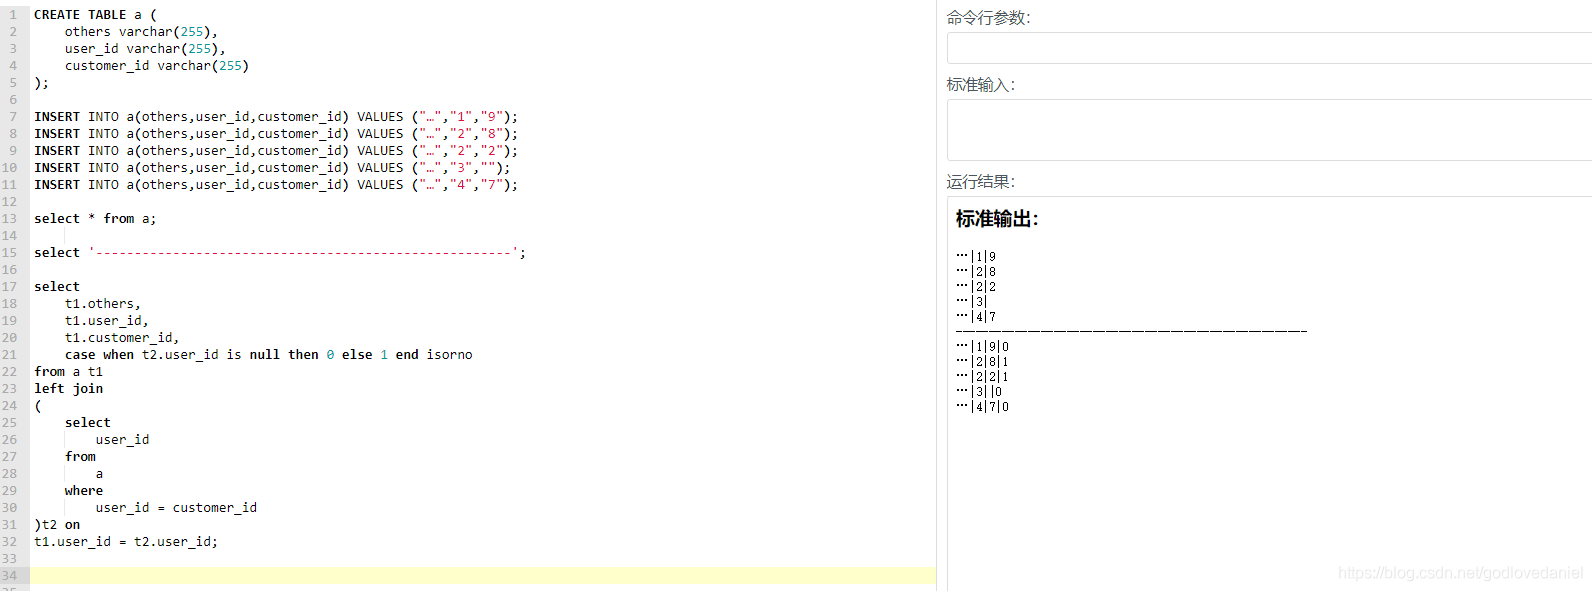 1 CREATE TABLE a (
2 others varchar(255),
3 user_id varchar(255),
4 customer_id varchar(255)
5 );
6
7 INSERT INTO a(others,user_id,customer_id) VALUES ("…","1","9");
8 INSERT INTO a(others,user_id,customer_id) VALUES ("…","2","8");
9 INSERT INTO a(others,user_id,customer_id) VALUES ("…","2","2");
10 INSERT INTO a(others,user_id,customer_id) VALUES ("…","3","");
11 INSERT INTO a(others,user_id,customer_id) VALUES ("…","4","7");
12
13 select * from a;
14
15 select '------------------------------------------------------';
16
17 select
18 t1.others,
19 t1.user_id,
20 t1.customer_id,
21 case when t2.user_id is null then 0 else 1 end isorno
22 from a t1
23 left join
24 (
25 select
26 user_id
27 from
28 a
29 where
30 user_id = customer_id
31 )t2 on
32 t1.user_id = t2.user_id;
33
34
35
命令行参数:
标准输入:
运行结果:
标准输出:
…|1|9
…|2|8
…|2|2
…|3|
…|4|7
------------------------------------------------------
…|1|9|0
…|2|8|1
…|2|2|1
…|3||0
…|4|7|0
https://blog.csdn.net/godlovedaniel